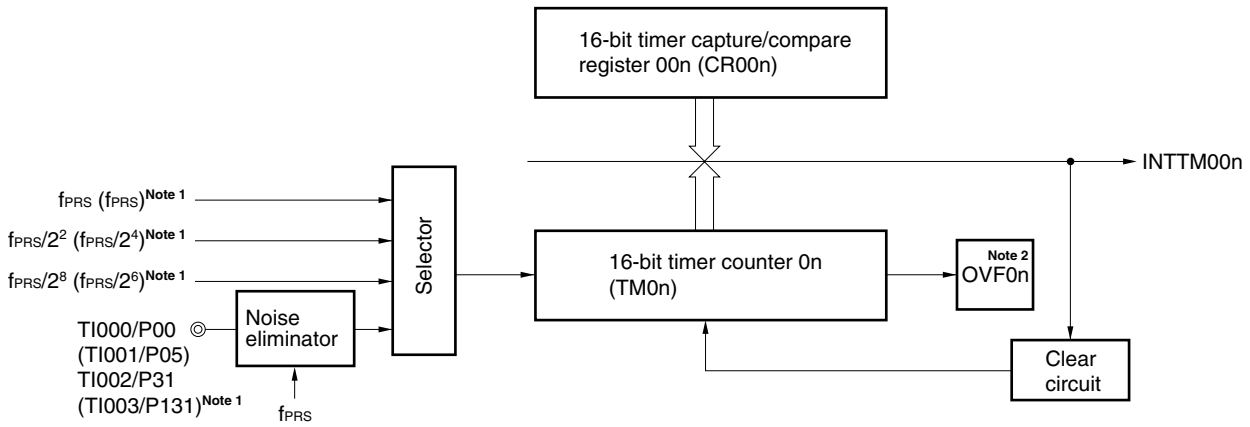 16-bit timer capture/compare
register 00n (CR00n)
INTTM00n
fPRS (fPRS)Note 1
fPRS/2² (fPRS/2⁴)Note 1
fPRS/2⁸ (fPRS/2⁶)Note 1
Selector
16-bit timer counter 0n
(TM0n)
Note 2
OVF0n
TI000/P00
(TI001/P05)
TI002/P31
(TI003/P131)Note 1
Noise
eliminator
fPRS
Clear
circuit